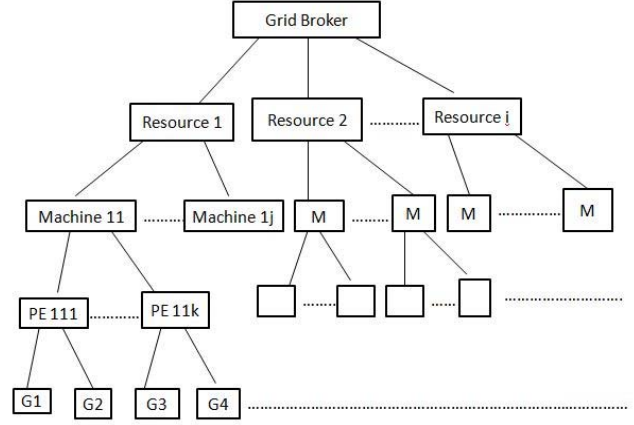 Grid Broker
Resource 1
Resource 2
Resource i
Machine 11
Machine 1j
M
M
M
M
PE 111
PE 11k
G1
G2
G3
G4